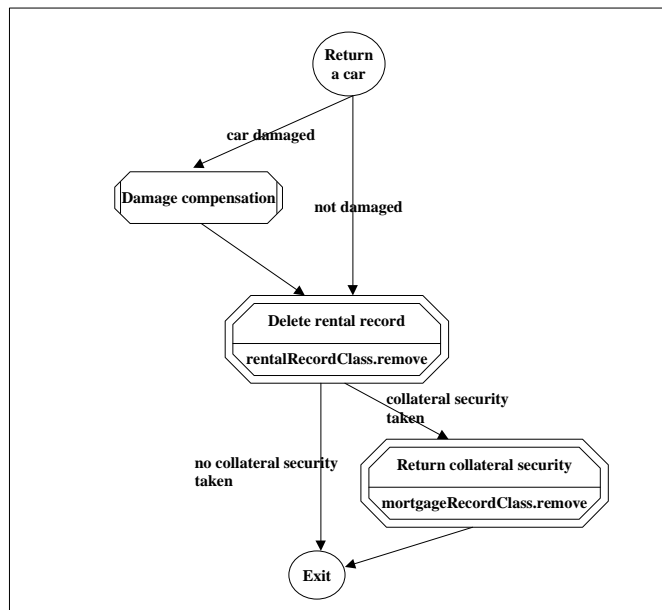 Return
a car
car damaged
Damage compensation
not damaged
Delete rental record
rentalRecordClass.remove
collateral security
taken
no collateral security
taken
Return collateral security
mortgageRecordClass.remove
Exit